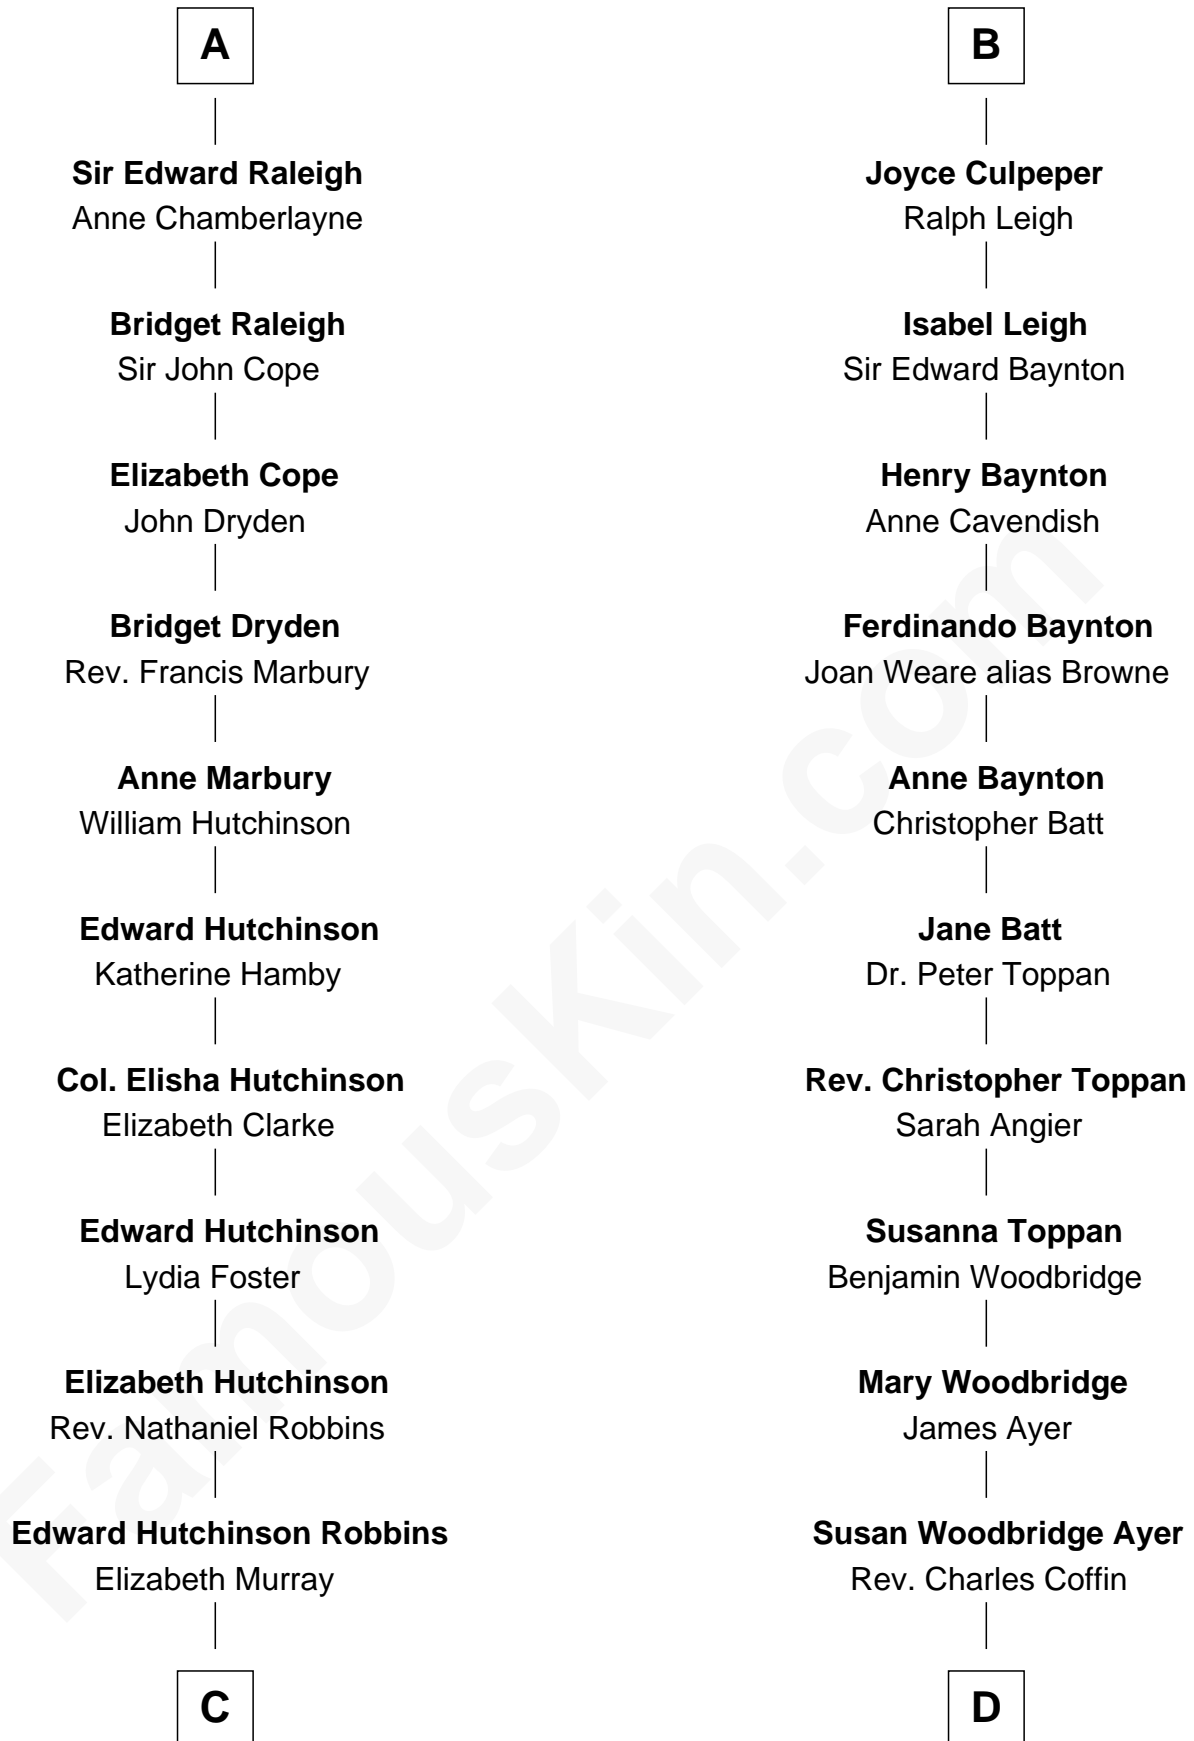 A
Sir Edward Raleigh
Anne Chamberlayne
Bridget Raleigh
Sir John Cope
Elizabeth Cope
John Dryden
Bridget Dryden
Rev. Francis Marbury
Anne Marbury
William Hutchinson
Edward Hutchinson
Katherine Hamby
Col. Elisha Hutchinson
Elizabeth Clarke
Edward Hutchinson
Lydia Foster
Elizabeth Hutchinson
Rev. Nathaniel Robbins
Edward Hutchinson Robbins
Elizabeth Murray
C
B
Joyce Culpeper
Ralph Leigh
Isabel Leigh
Sir Edward Baynton
Henry Baynton
Anne Cavendish
Ferdinando Baynton
Joan Weare alias Browne
Anne Baynton
Christopher Batt
Jane Batt
Dr. Peter Toppan
Rev. Christopher Toppan
Sarah Angier
Susanna Toppan
Benjamin Woodbridge
Mary Woodbridge
James Ayer
Susan Woodbridge Ayer
Rev. Charles Coffin
D
FamousKin.com